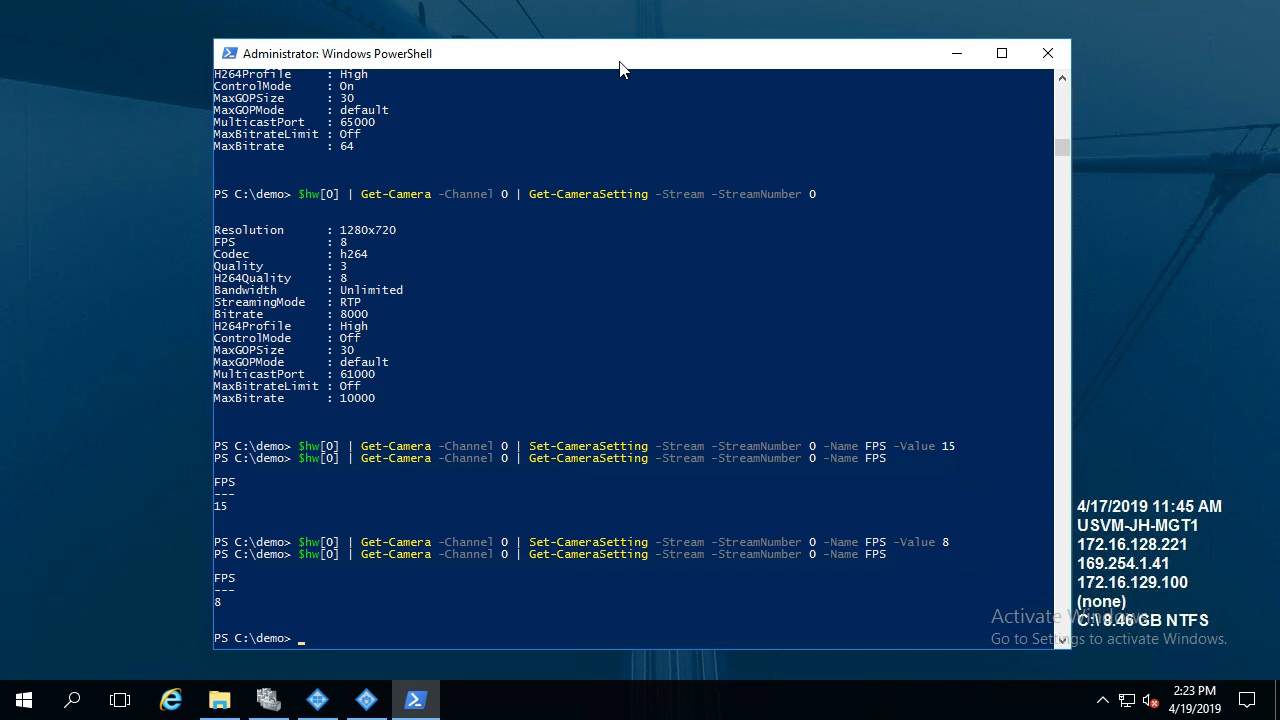 Administrator: Windows PowerShell
H264Profile : High
ControlMode : On
MaxGOPSize : 30
MaxGOPMode : default
MulticastPort : 65000
MaxBitrateLimit : Off
MaxBitrate : 64
PS C:\demo> $hw[0] | Get-Camera -Channel 0 | Get-CameraSetting -Stream -StreamNumber 0
Resolution : 1280x720
FPS : 8
Codec : h264
Quality : 3
H264Quality : 8
Bandwidth : Unlimited
StreamingMode : RTP
Bitrate : 8000
H264Profile : High
ControlMode : Off
MaxGOPSize : 30
MaxGOPMode : default
MulticastPort : 61000
MaxBitrateLimit : Off
MaxBitrate : 10000
PS C:\demo> $hw[0] | Get-Camera -Channel 0 | Set-CameraSetting -Stream -StreamNumber 0 -Name FPS -Value 15
PS C:\demo> $hw[0] | Get-Camera -Channel 0 | Get-CameraSetting -Stream -StreamNumber 0 -Name FPS
FPS
---
15
PS C:\demo> $hw[0] | Get-Camera -Channel 0 | Set-CameraSetting -Stream -StreamNumber 0 -Name FPS -Value 8
PS C:\demo> $hw[0] | Get-Camera -Channel 0 | Get-CameraSetting -Stream -StreamNumber 0 -Name FPS
FPS
---
8
PS C:\demo>
4/17/2019 11:45 AM
USVM-JH-MGT1
172.16.128.221
169.254.1.41
172.16.129.100
(none)
C:\ 8.46 GB NTFS
Activate Windows
Go to Settings to activate Windows.
2:23 PM
4/19/2019